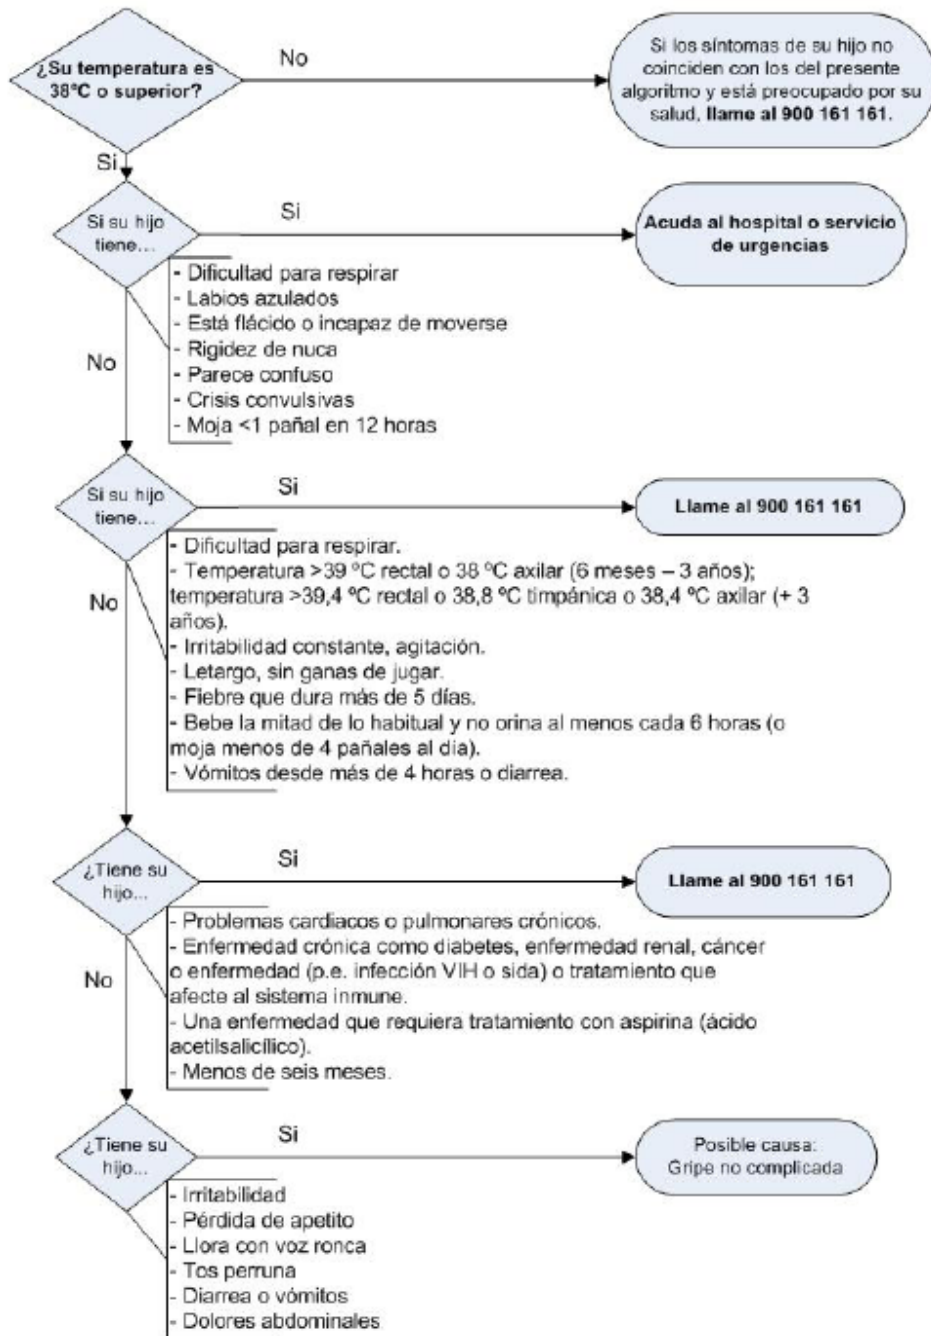 ¿Su temperatura es
38ºC o superior?
No
Si los síntomas de su hijo no
coinciden con los del presente
algoritmo y está preocupado por su
salud, llame al 900 161 161.
Si
Si su hijo
tiene...
Si
Acuda al hospital o servicio
de urgencias
- Dificultad para respirar
- Labios azulados
- Está flácido o incapaz de moverse
- Rigidez de nuca
- Parece confuso
- Crisis convulsivas
- Moja <1 pañal en 12 horas
No
Si su hijo
tiene...
Si
Llame al 900 161 161
- Dificultad para respirar.
- Temperatura >39 ºC rectal o 38 ºC axilar (6 meses – 3 años);
temperatura >39,4 ºC rectal o 38,8 ºC timpánica o 38,4 ºC axilar (+ 3
años).
- Irritabilidad constante, agitación.
- Letargo, sin ganas de jugar.
- Fiebre que dura más de 5 días.
- Bebe la mitad de lo habitual y no orina al menos cada 6 horas (o
moja menos de 4 pañales al día).
- Vómitos desde más de 4 horas o diarrea.
No
¿Tiene su
hijo...
Si
Llame al 900 161 161
- Problemas cardiacos o pulmonares crónicos.
- Enfermedad crónica como diabetes, enfermedad renal, cáncer
o enfermedad (p.e. infección VIH o sida) o tratamiento que
afecte al sistema inmune.
- Una enfermedad que requiera tratamiento con aspirina (ácido
acetilsalicílico).
- Menos de seis meses.
No
¿Tiene su
hijo...
Si
Posible causa:
Gripe no complicada
- Irritabilidad
- Pérdida de apetito
- Llora con voz ronca
- Tos perruna
- Diarrea o vómitos
- Dolores abdominales